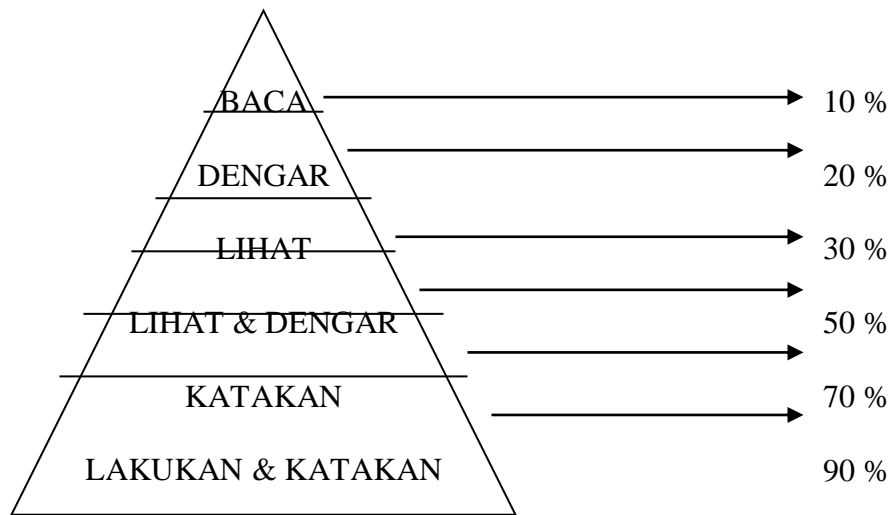 BACA 10 %
DENGAR 20 %
LIHAT 30 %
LIHAT & DENGAR 50 %
KATAKAN 70 %
LAKUKAN & KATAKAN 90 %